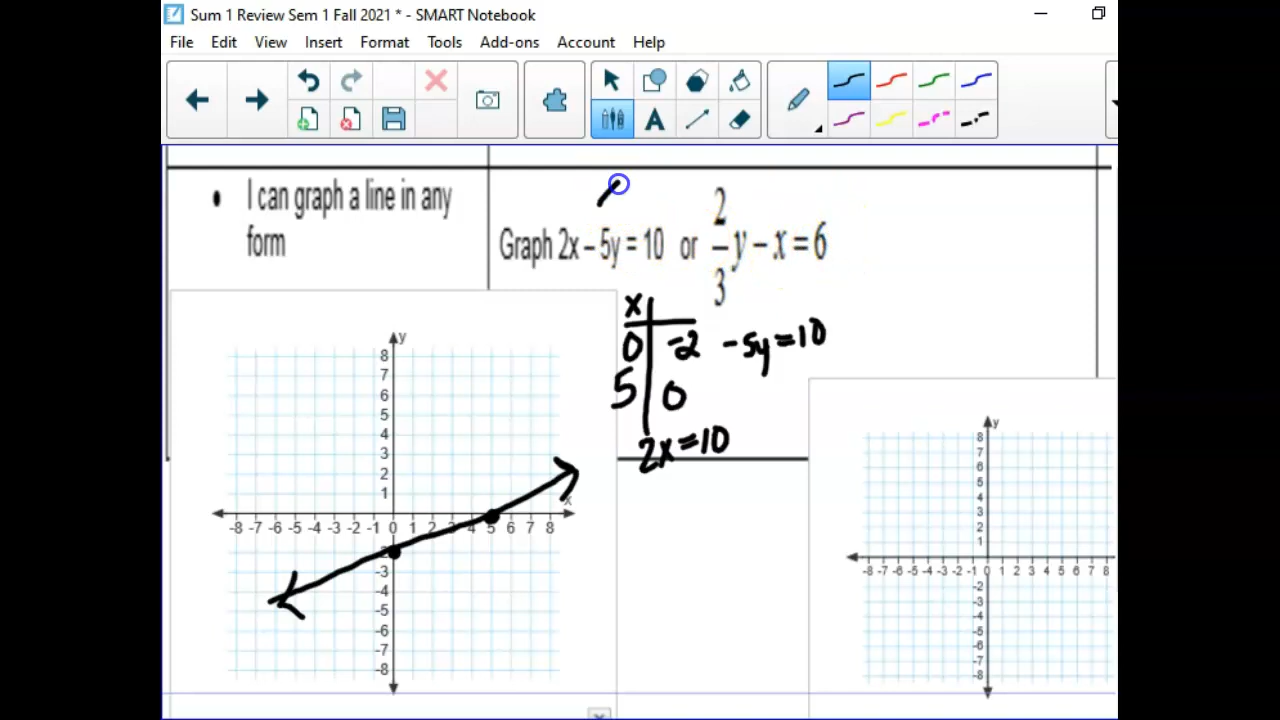 Sum 1 Review Sem 1 Fall 2021 * - SMART Notebook
File Edit View Insert Format Tools Add-ons Account Help
A
• I can graph a line in any
form
Graph 2x – 5y = 10 or 2/3 y – x = 6
x
0 -2 -5y=10
5 0
2x=10
y
8
7
6
5
4
3
2
1
x
-8 -7 -6 -5 -4 -3 -2 -1 0 1 2 3 4 5 6 7 8
-3
-4
-5
-6
-7
-8
y
8
7
6
5
4
3
2
1
-8 -7 -6 -5 -4 -3 -2 -1 0 1 2 3 4 5 6 7 8
-2
-3
-4
-5
-6
-7
-8